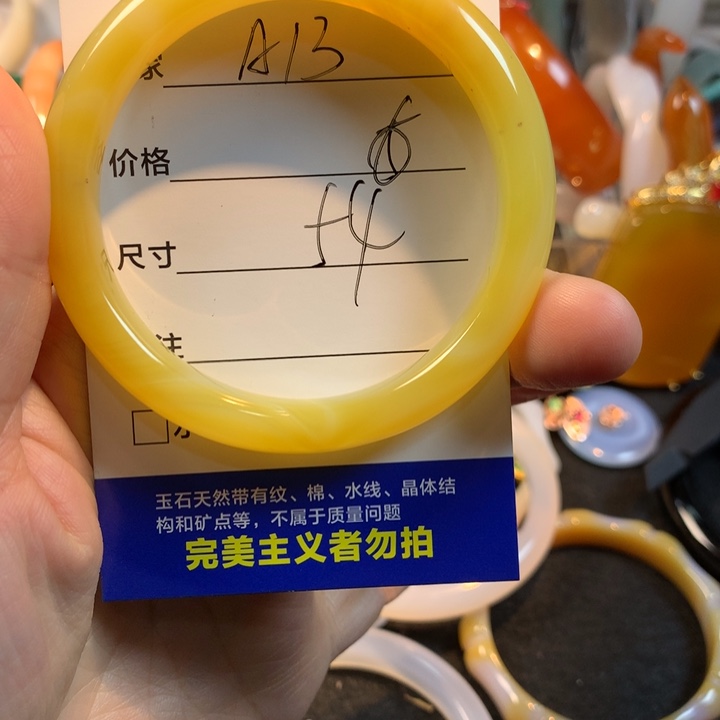 家 A13
价格
尺寸 54
注
玉石天然带有纹、棉、水线、晶体结
构和矿点等，不属于质量问题
完美主义者勿拍